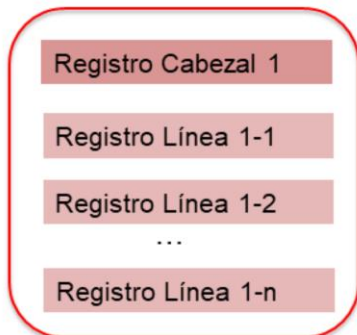 Registro Cabezal 1
Registro Línea 1-1
Registro Línea 1-2
...
Registro Línea 1-n